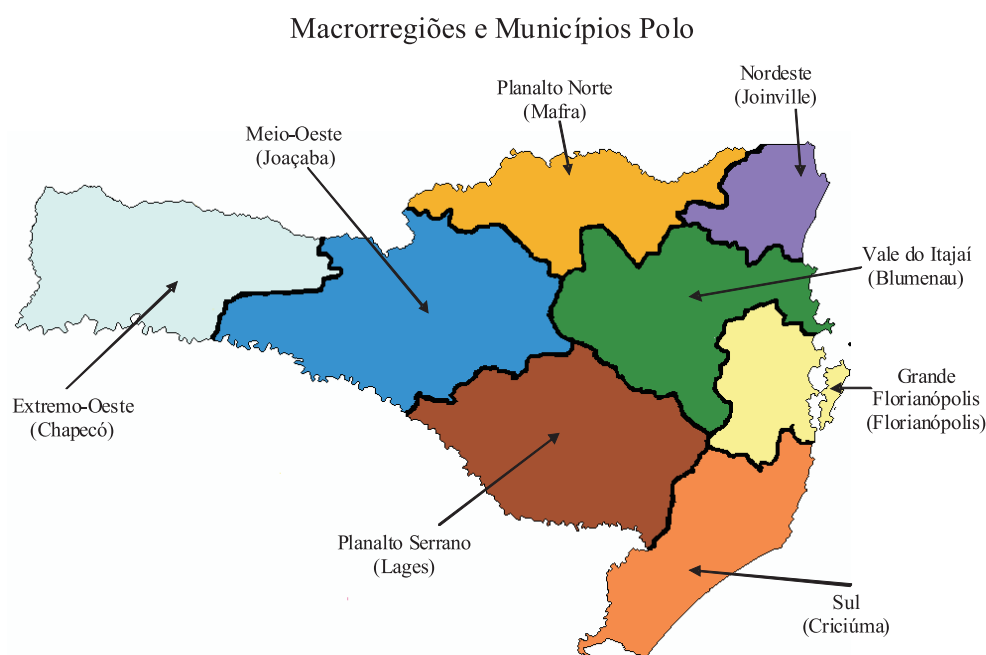 Macrorregiões e Municípios Polo
Nordeste
(Joinville)
Planalto Norte
(Mafra)
Meio-Oeste
(Joaçaba)
Vale do Itajaí
(Blumenau)
Grande
Florianópolis
(Florianópolis)
Extremo-Oeste
(Chapecó)
Planalto Serrano
(Lages)
Sul
(Criciúma)